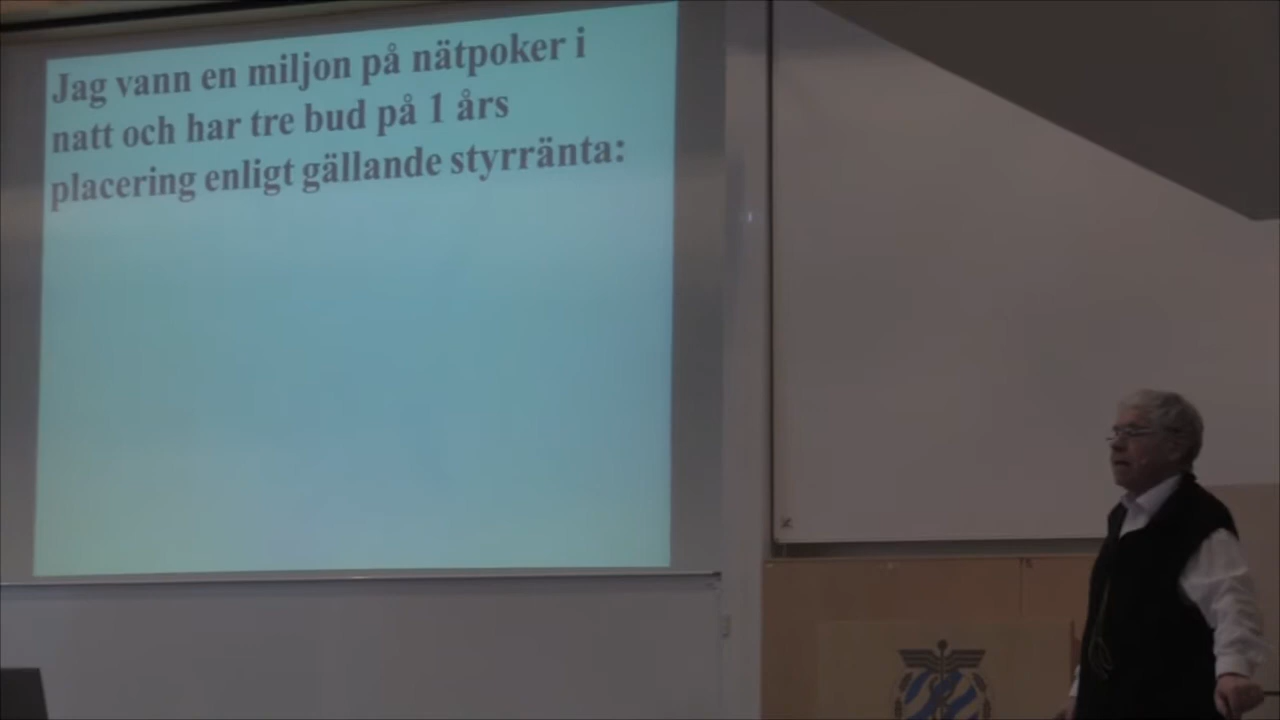 Jag vann en miljon på nätpoker i
natt och har tre bud på 1 års
placering enligt gällande styrränta: